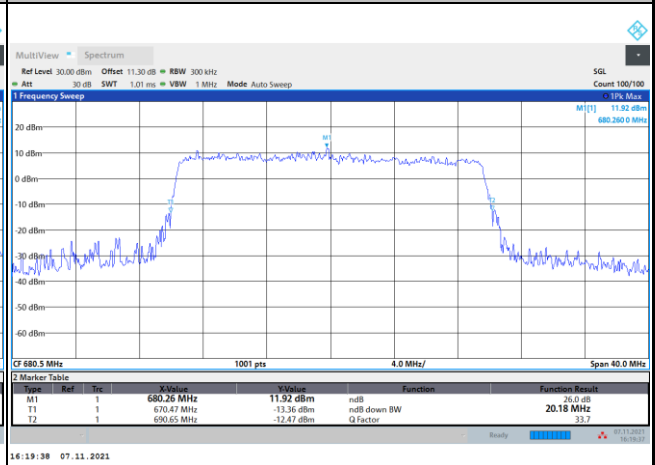 MultiView Spectrum
Ref Level 30.00 dBm Offset 11.30 dB RBW 300 kHz SGL
Att 30 dB SWT 1.01 ms VBW 1 MHz Mode Auto Sweep Count 100/100
1 Frequency Sweep 1Pk Max
M1[1] 11.92 dBm
680.260 0 MHz
M1
20 dBm
10 dBm
0 dBm
-10 dBm
T1
T2
-20 dBm
-30 dBm
-40 dBm
-50 dBm
-60 dBm
CF 680.5 MHz 1001 pts 4.0 MHz/ Span 40.0 MHz
2 Marker Table
Type Ref Trc X-Value Y-Value Function Function Result
M1 1 680.26 MHz 11.92 dBm ndB 26.0 dB
T1 1 670.47 MHz -13.36 dBm ndB down BW 20.18 MHz
T2 1 690.65 MHz -12.47 dBm Q Factor 33.7
Ready 07.11.2021
16:19:37
16:19:38 07.11.2021